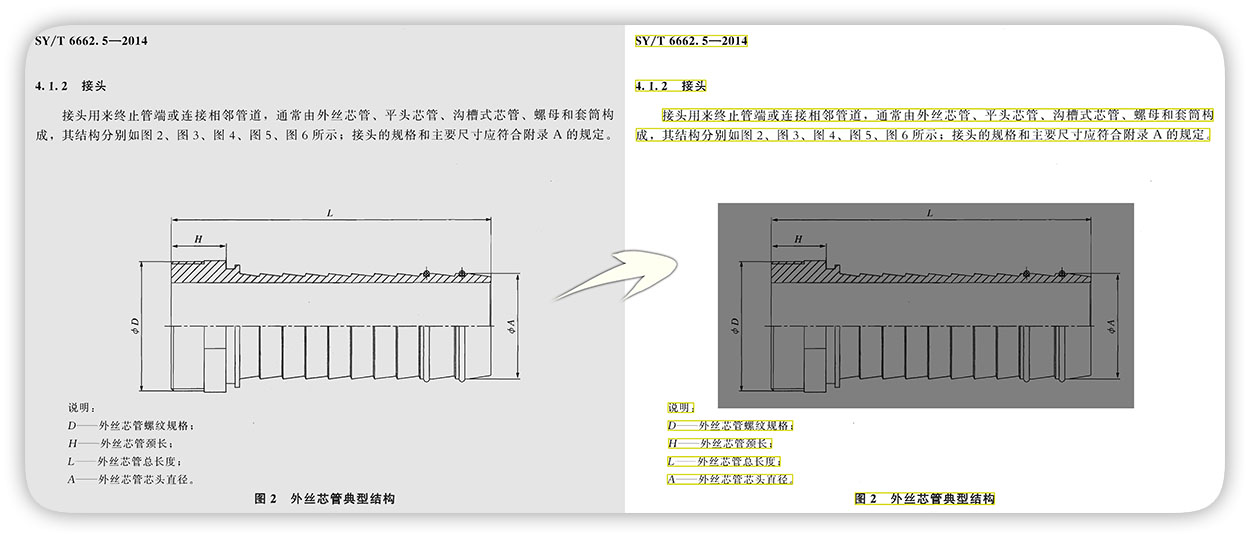 SY/T 6662.5—2014
4.1.2 接头
接头用来终止管端或连接相邻管道，通常由外丝芯管、平头芯管、沟槽式芯管、螺母和套筒构
成，其结构分别如图 2、图 3、图 4、图 5、图 6 所示；接头的规格和主要尺寸应符合附录 A 的规定。
L
H
φD
φA
说明：
D——外丝芯管螺纹规格；
H——外丝芯管颈长；
L——外丝芯管总长度；
A——外丝芯管芯头直径。
图 2 外丝芯管典型结构
SY/T 6662.5—2014
4.1.2 接头
接头用来终止管端或连接相邻管道，通常由外丝芯管、平头芯管、沟槽式芯管、螺母和套筒构
成，其结构分别如图 2、图 3、图 4、图 5、图 6 所示；接头的规格和主要尺寸应符合附录 A 的规定。
L
H
φD
φA
说明：
D——外丝芯管螺纹规格；
H——外丝芯管颈长；
L——外丝芯管总长度；
A——外丝芯管芯头直径。
图 2 外丝芯管典型结构